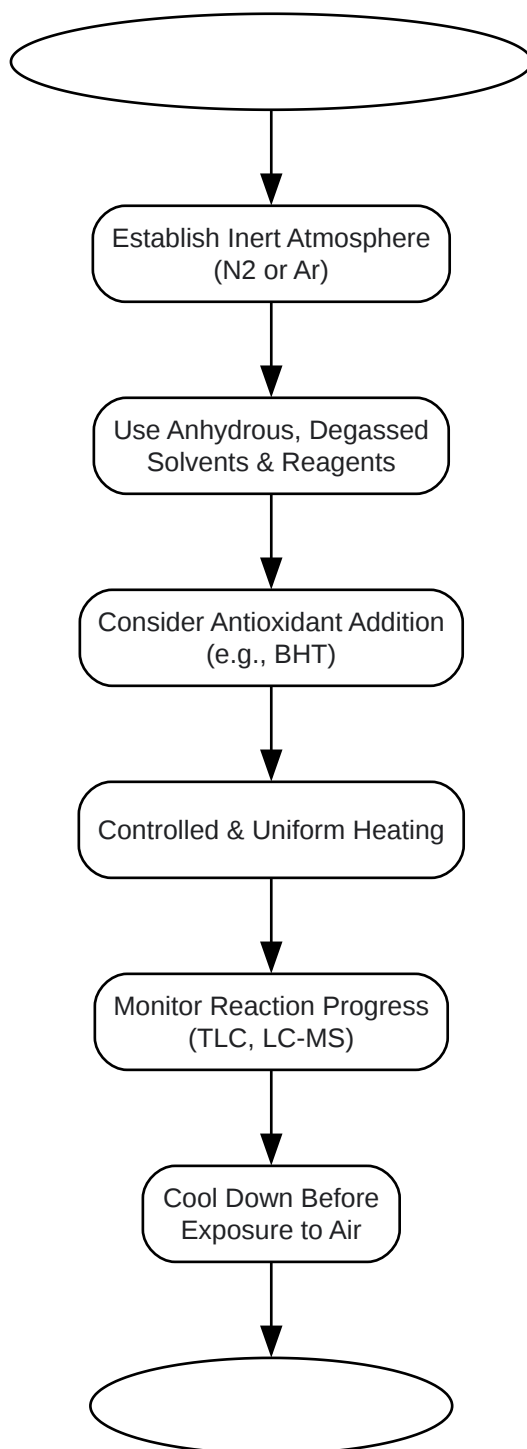 Establish Inert Atmosphere
(N2 or Ar)
Use Anhydrous, Degassed
Solvents & Reagents
Consider Antioxidant Addition
(e.g., BHT)
Controlled & Uniform Heating
Monitor Reaction Progress
(TLC, LC-MS)
Cool Down Before
Exposure to Air